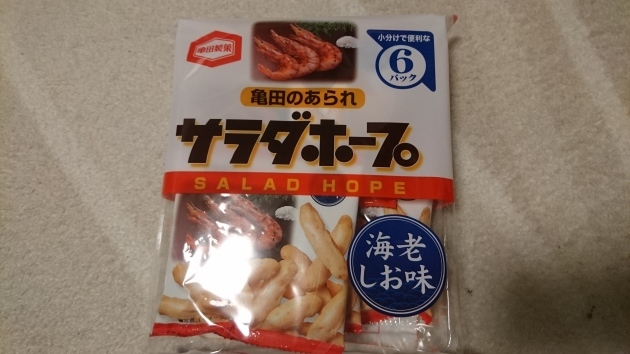 亀田製菓
小分けで便利な
6
パック
亀田のあられ
サラダホープ
SALAD HOPE
海老
しお味